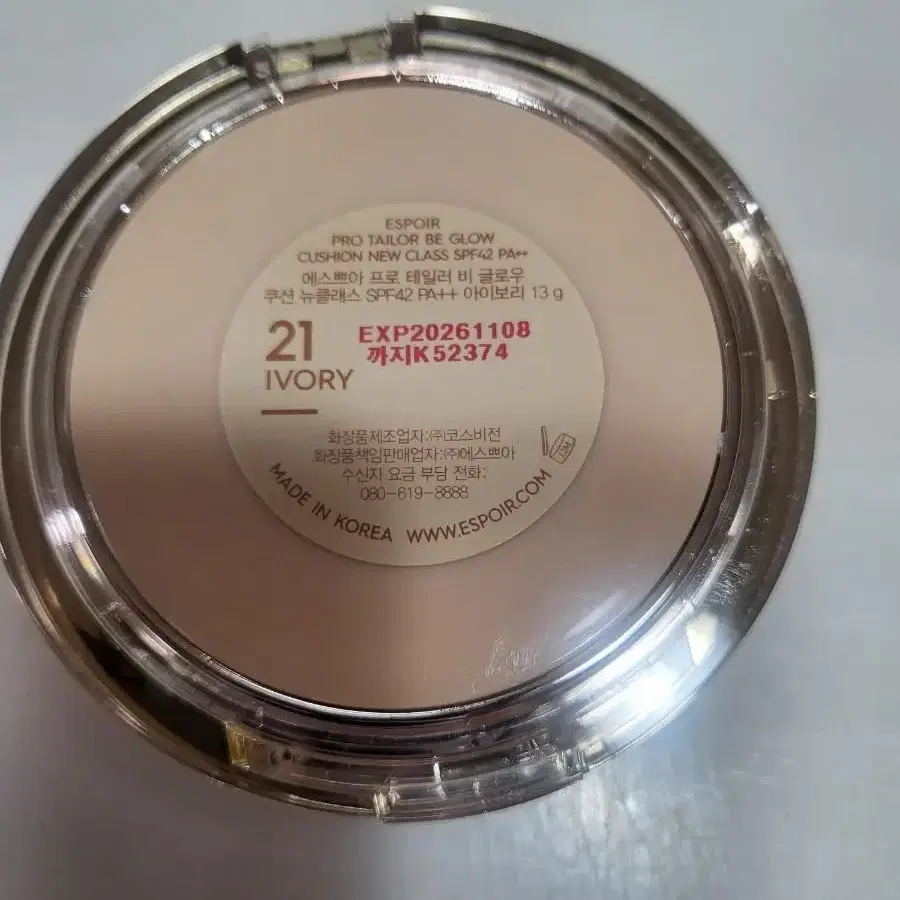 ESPOIR
PRO TAILOR BE GLOW
CUSHION NEW CLASS SPF42 PA++
에스쁘아 프로 테일러 비 글로우
쿠션 뉴클래스 SPF42 PA++ 아이보리 13 g
21
IVORY
EXP20261108
까지K52374
화장품제조업자:㈜코스비전
화장품책임판매업자:㈜에스쁘아
수신자 요금 부담 전화:
080-619-8888
MADE IN KOREA WWW.ESPOIR.COM